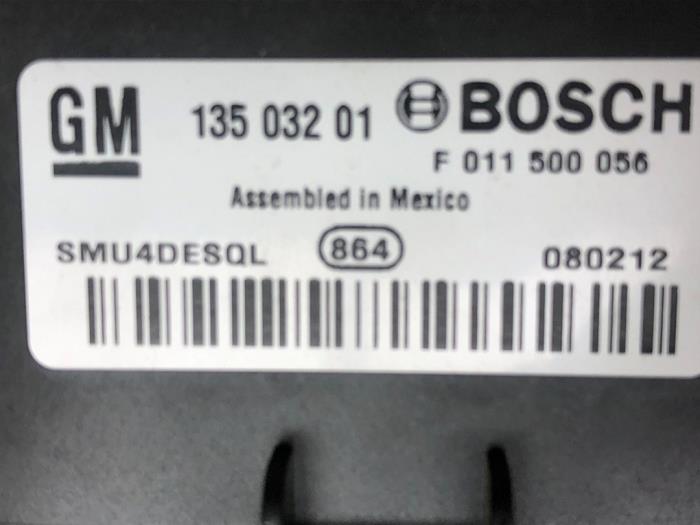 GM 135 032 01 BOSCH
F 011 500 056
Assembled in Mexico
SMU4DESQL 864 080212